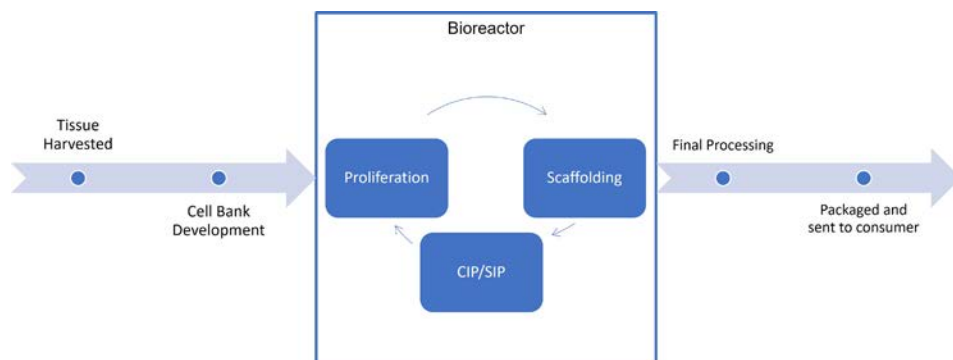 Bioreactor
Tissue
Harvested
Cell Bank
Development
Proliferation
Scaffolding
CIP/SIP
Final Processing
Packaged and
sent to consumer